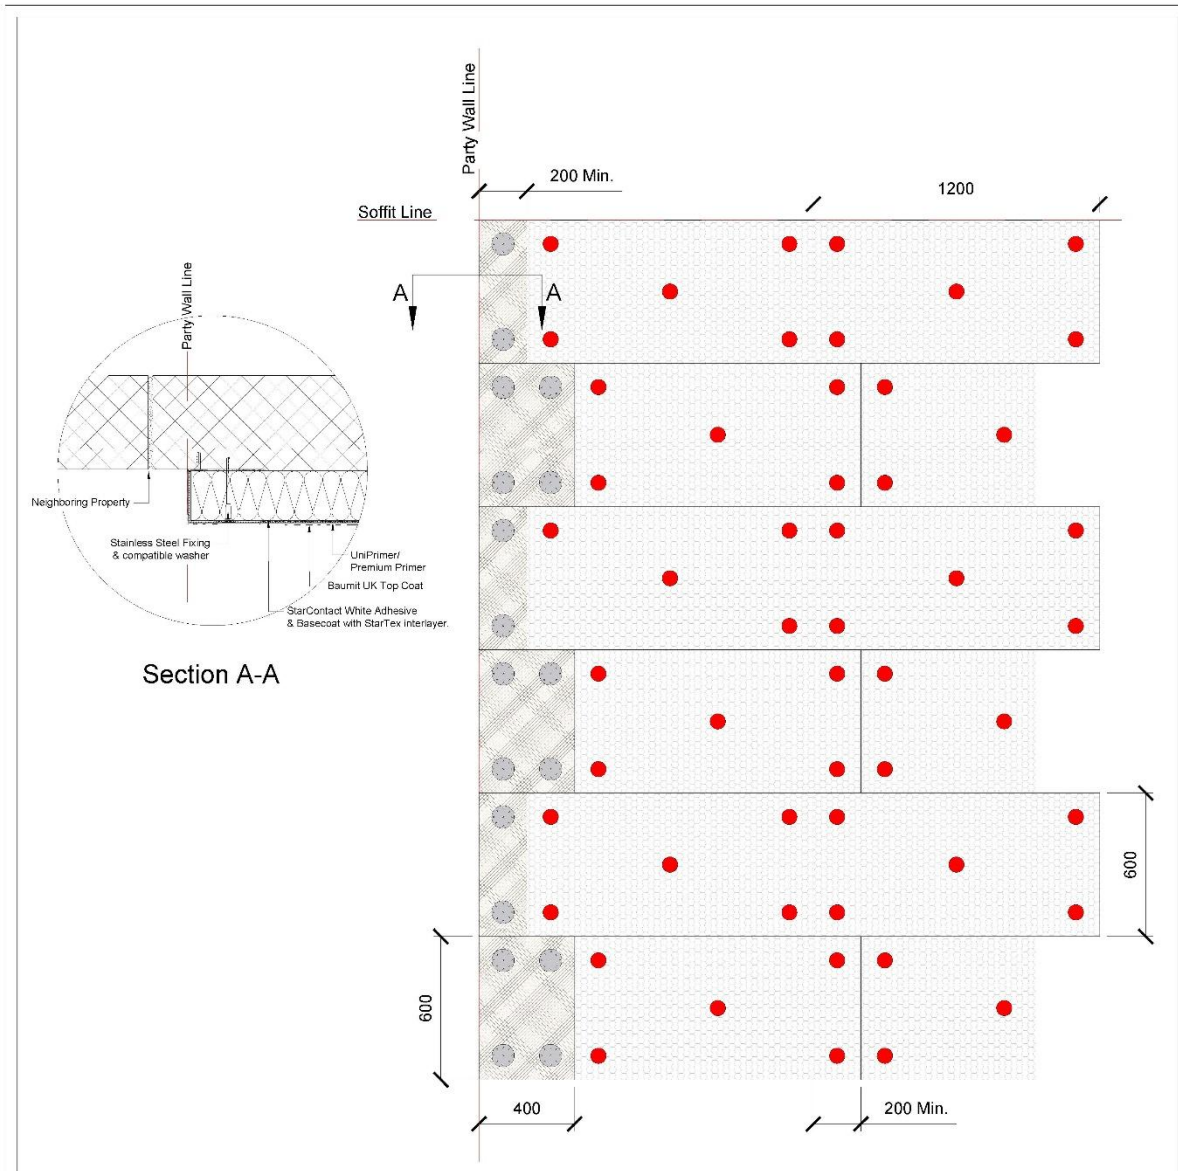 Party Wall Line
200 Min.
1200
Soffit Line
A
A
Party Wall Line
Neighboring Property
Stainless Steel Fixing
& compatible washer
UniPrimer/
Premium Primer
Baumit UK Top Coat
StarContact White Adhesive
& Basecoat with StarTex interlayer.
Section A-A
600
600
400
200 Min.